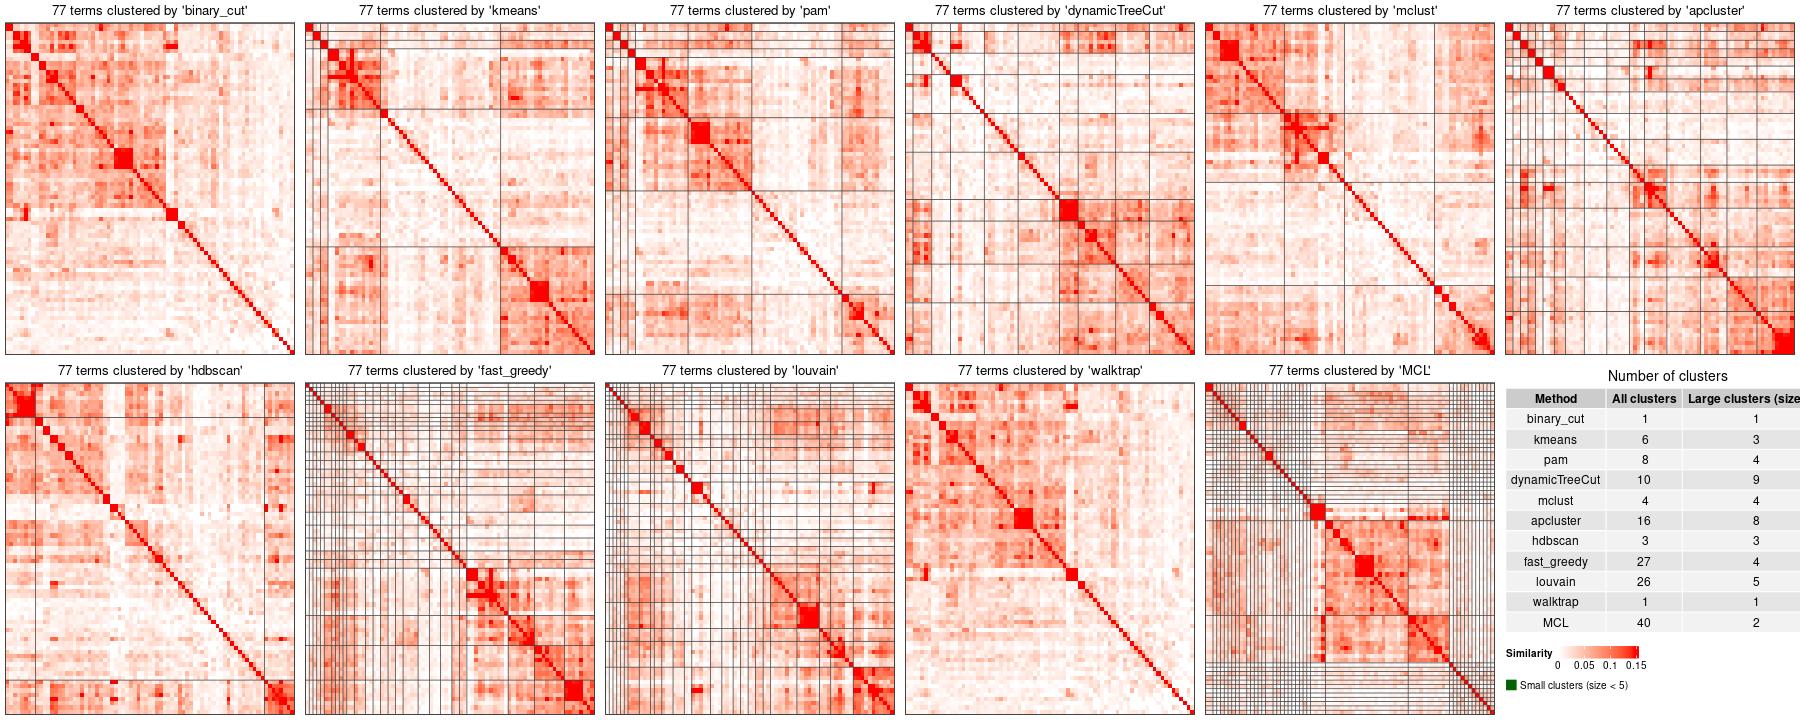 77 terms clustered by 'binary_cut'
77 terms clustered by 'kmeans'
77 terms clustered by 'pam'
77 terms clustered by 'dynamicTreeCut'
77 terms clustered by 'mclust'
77 terms clustered by 'apcluster'
77 terms clustered by 'hdbscan'
77 terms clustered by 'fast_greedy'
77 terms clustered by 'louvain'
77 terms clustered by 'walktrap'
77 terms clustered by 'MCL'
Number of clusters
Method All clusters Large clusters (size
binary_cut 1 1
kmeans 6 3
pam 8 4
dynamicTreeCut 10 9
mclust 4 4
apcluster 16 8
hdbscan 3 3
fast_greedy 27 4
louvain 26 5
walktrap 1 1
MCL 40 2
Similarity
0 0.05 0.1 0.15
Small clusters (size < 5)